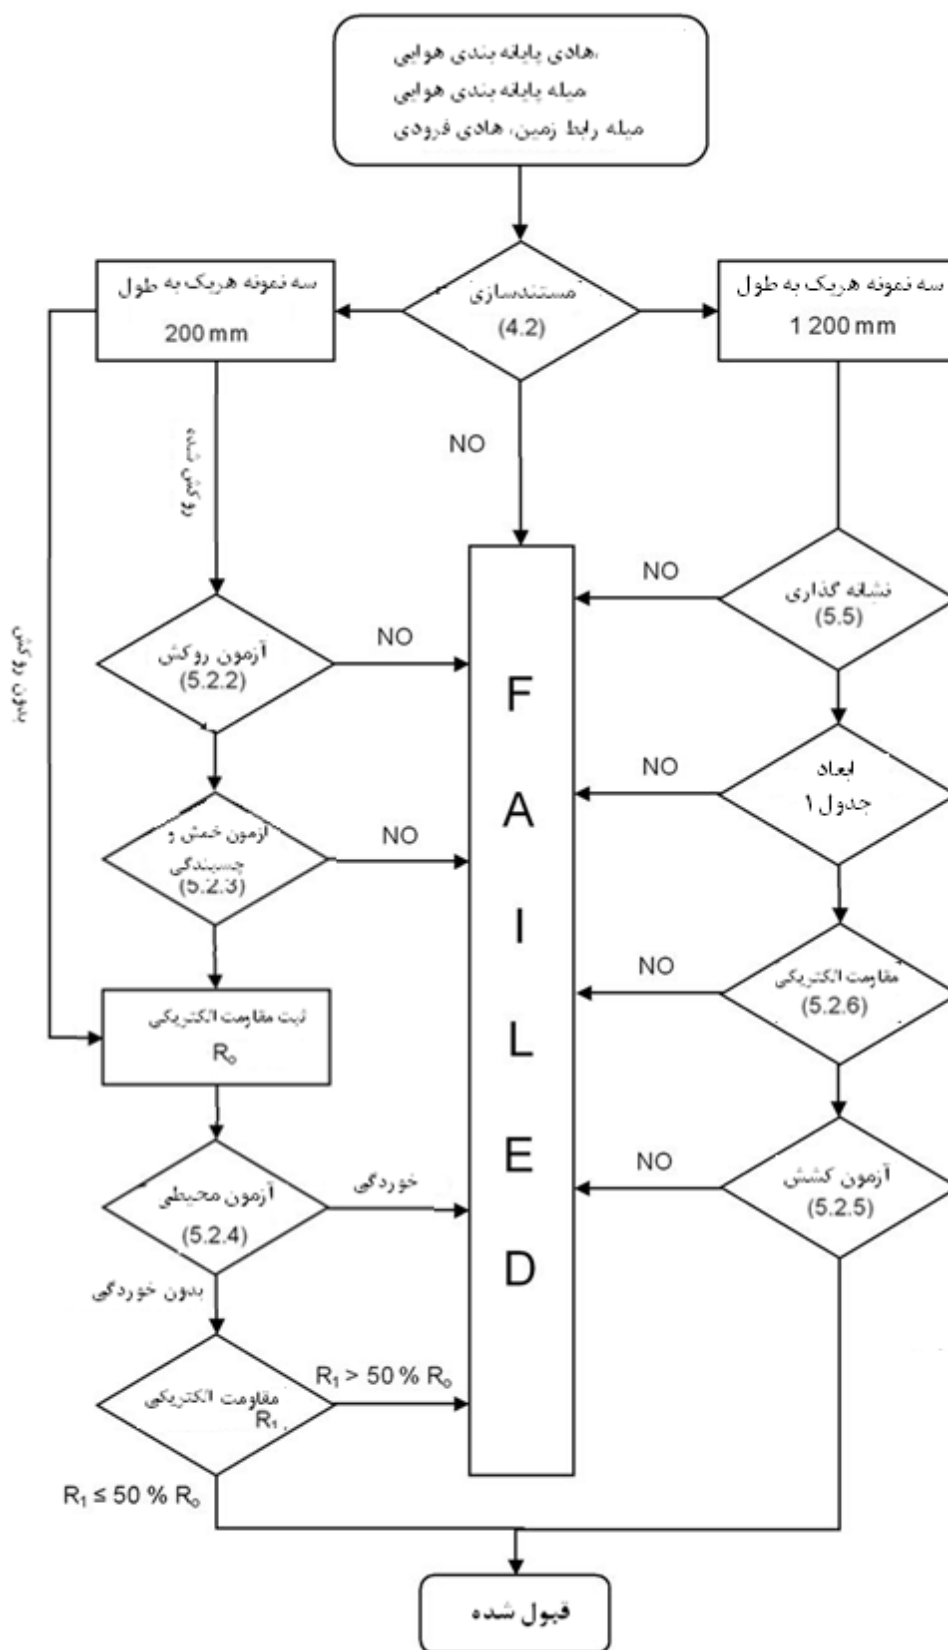 هادی پایانه بندی هوایی،
میله پایانه بندی هوایی
میله رابط زمین، هادی فرودی
سه نمونه هریک به طول
200 mm
مستندسازی
(4.2)
سه نمونه هریک به طول
1 200 mm
NO
روکش شده
بدون روکش
NO
نشانه گذاری
(5.5)
آزمون روکش
(5.2.2)
NO
NO
ابعاد
جدول ۱
آزمون خمش و
چسبندگی
(5.2.3)
NO
NO
مقاومت الکتریکی
(5.2.6)
ثبت مقاومت الکتریکی
Rₒ
F
A
I
L
E
D
آزمون محیطی
(5.2.4)
خوردگی
NO
آزمون کشش
(5.2.5)
بدون خوردگی
مقاومت الکتریکی
R₁
R₁ > 50 % Rₒ
R₁ ≤ 50 % Rₒ
قبول شده